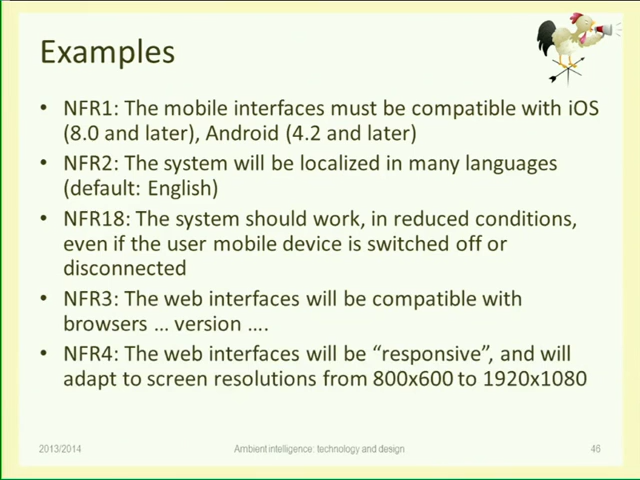 Examples
• NFR1: The mobile interfaces must be compatible with iOS
(8.0 and later), Android (4.2 and later)
• NFR2: The system will be localized in many languages
(default: English)
• NFR18: The system should work, in reduced conditions,
even if the user mobile device is switched off or
disconnected
• NFR3: The web interfaces will be compatible with
browsers … version ….
• NFR4: The web interfaces will be “responsive”, and will
adapt to screen resolutions from 800x600 to 1920x1080
2013/2014
Ambient intelligence: technology and design
46